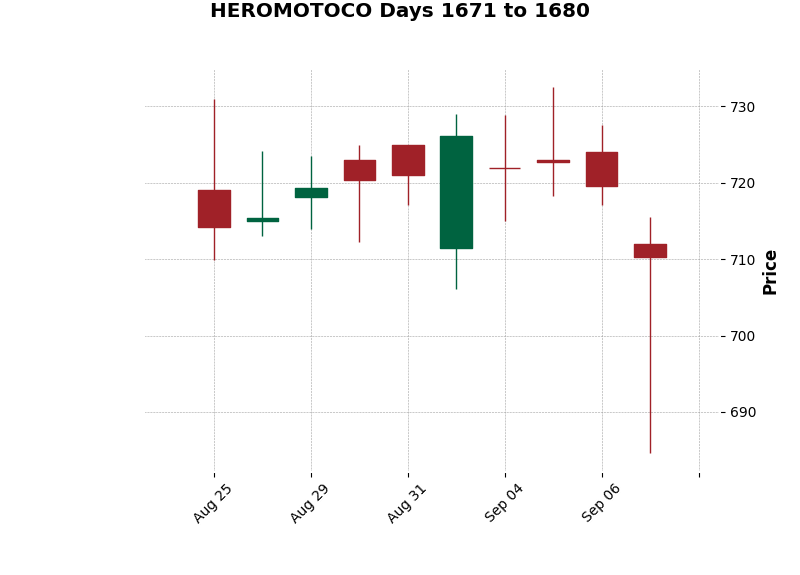 HEROMOTOCO Days 1671 to 1680
730
720
710
700
690
Price
Aug 25
Aug 29
Aug 31
Sep 04
Sep 06